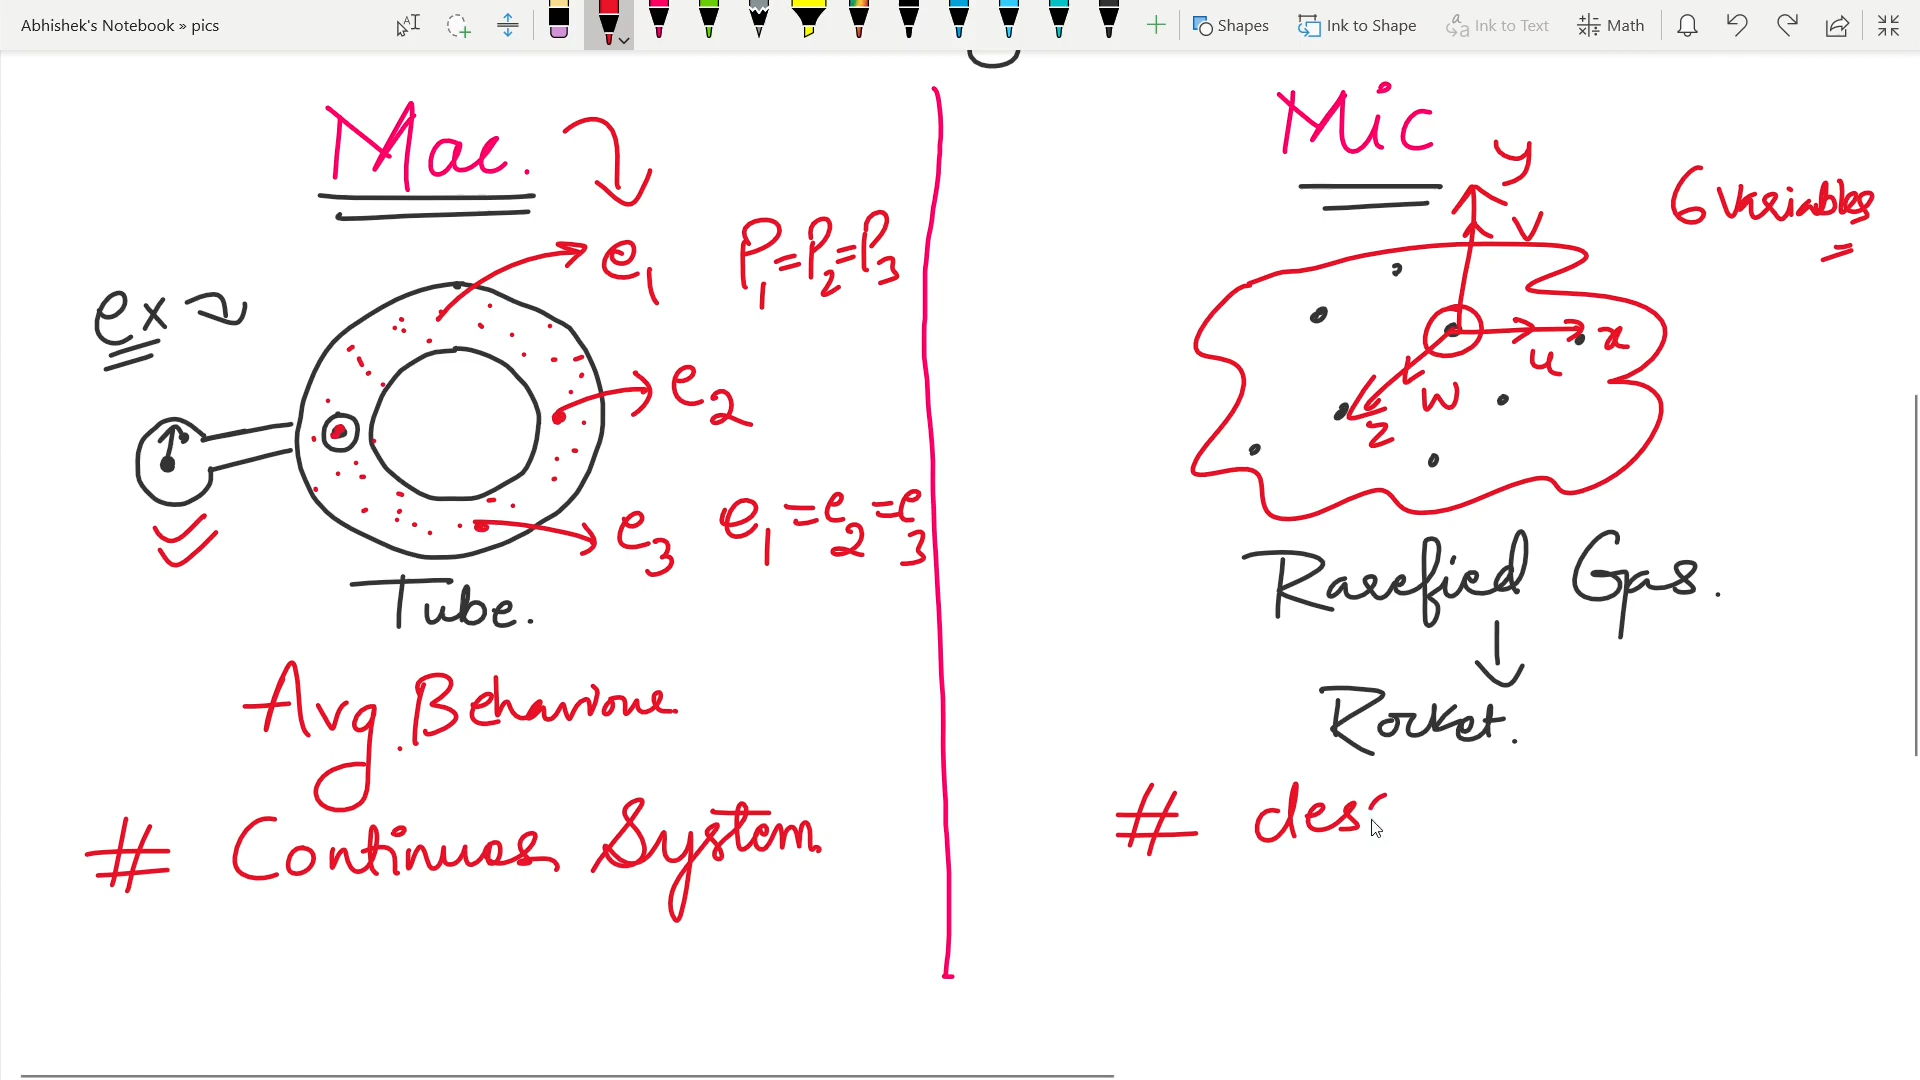 Abhishek's Notebook » pics
Shapes
Ink to Shape
Ink to Text
Math
Mac.
ex
e1
P1=P2=P3
e2
e3
e1=e2=e3
Tube.
Avg. Behaviour
# Continuos System
Mic
6 variables
y
v
x
u
w
z
Rarefied Gas.
Rocket.
# des